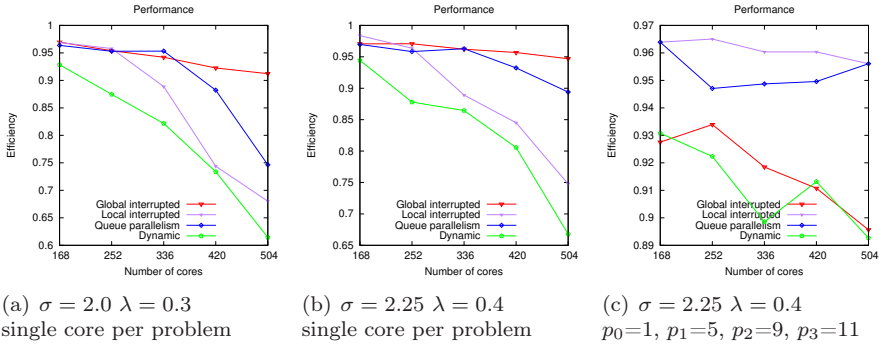 Performance
1
0.95
0.9
0.85
0.8
0.75
0.7
0.65
0.6
Efficiency
Global interrupted
Local interrupted
Queue parallelism
Dynamic
168 252 336 420 504
Number of cores
(a) σ = 2.0 λ = 0.3
single core per problem
Performance
1
0.95
0.9
0.85
0.8
0.75
0.7
0.65
Efficiency
Global interrupted
Local interrupted
Queue parallelism
Dynamic
168 252 336 420 504
Number of cores
(b) σ = 2.25 λ = 0.4
single core per problem
Performance
0.97
0.96
0.95
0.94
0.93
0.92
0.91
0.9
0.89
Efficiency
Global interrupted
Local interrupted
Queue parallelism
Dynamic
168 252 336 420 504
Number of cores
(c) σ = 2.25 λ = 0.4
p₀=1, p₁=5, p₂=9, p₃=11